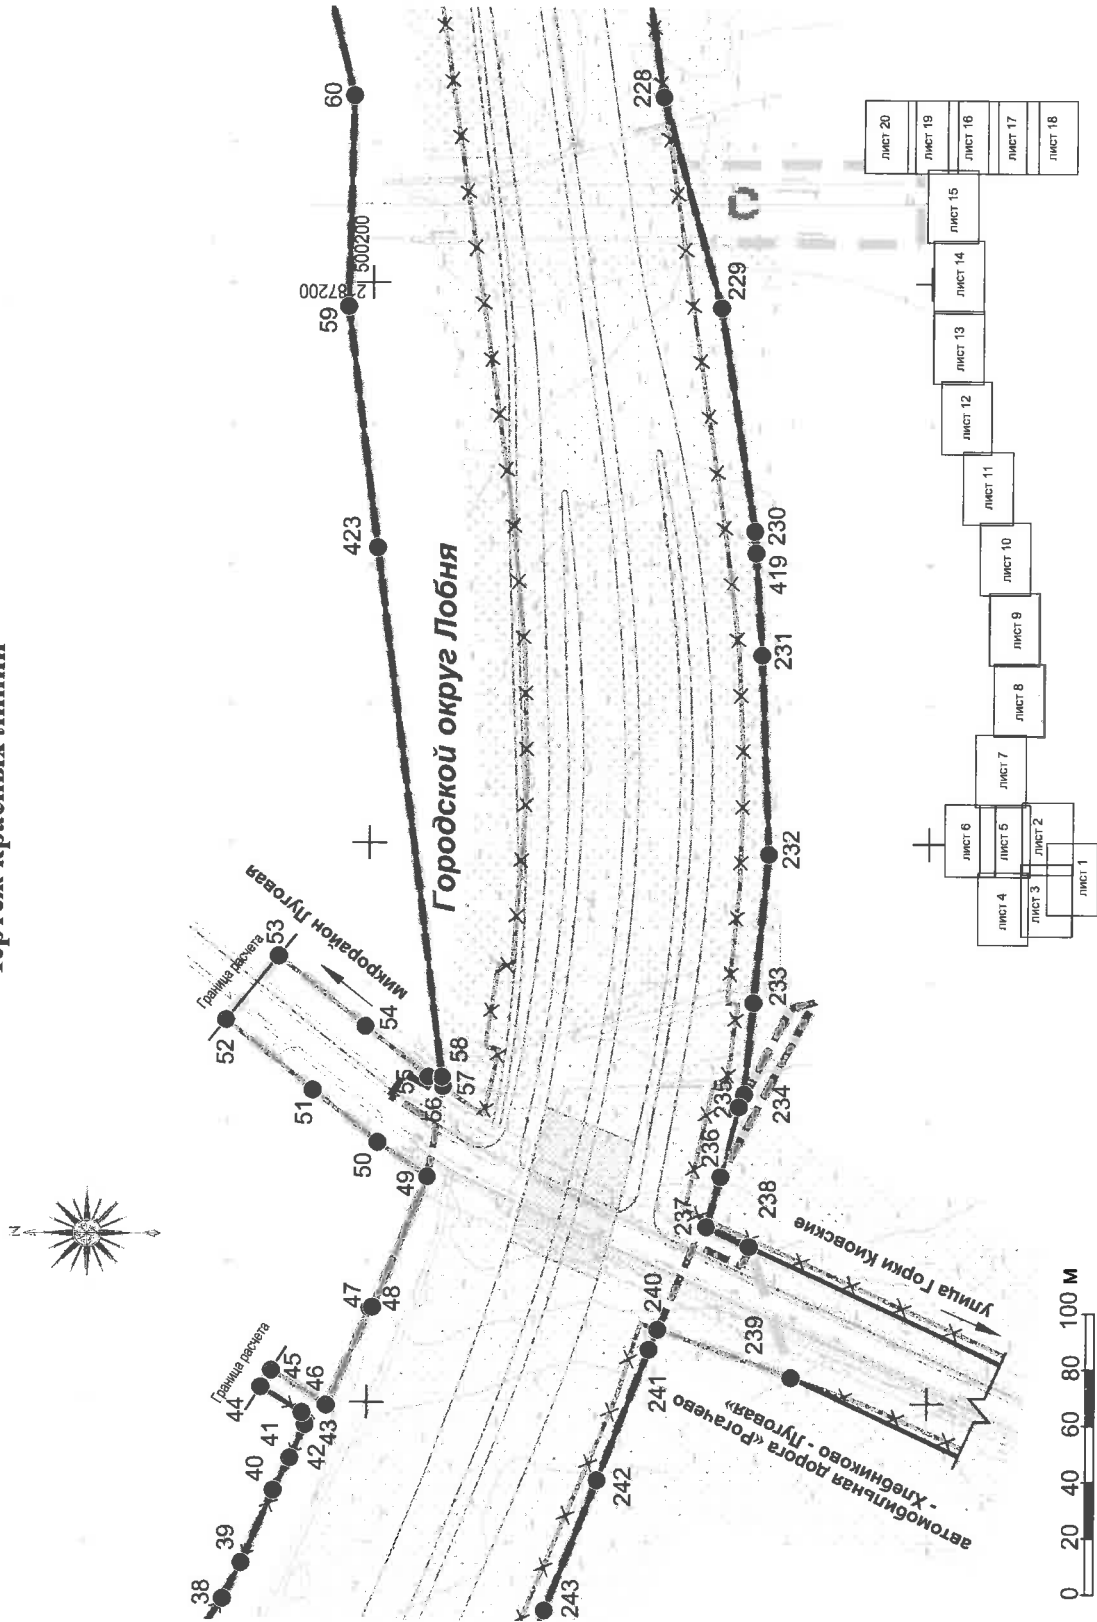 Чертеж красных линий
N
38
39
40
41
42
43
44
45
46
Граница расчета
47
48
49
50
51
52
Граница расчета
53
54
55
56
57
58
микрорайон Луговая
423
59
60
2187200
500200
Городской округ Лобня
228
229
230
419
231
232
233
234
235
236
237
238
239
240
241
242
243
улица Горки Киовские
автомобильная дорога «Рогачево
- Хлебниково - Луговая»
0 20 40 60 80 100 М
лист 1
лист 2
лист 3
лист 4
лист 5
лист 6
лист 7
лист 8
лист 9
лист 10
лист 11
лист 12
лист 13
лист 14
лист 15
лист 16
лист 17
лист 18
лист 19
лист 20